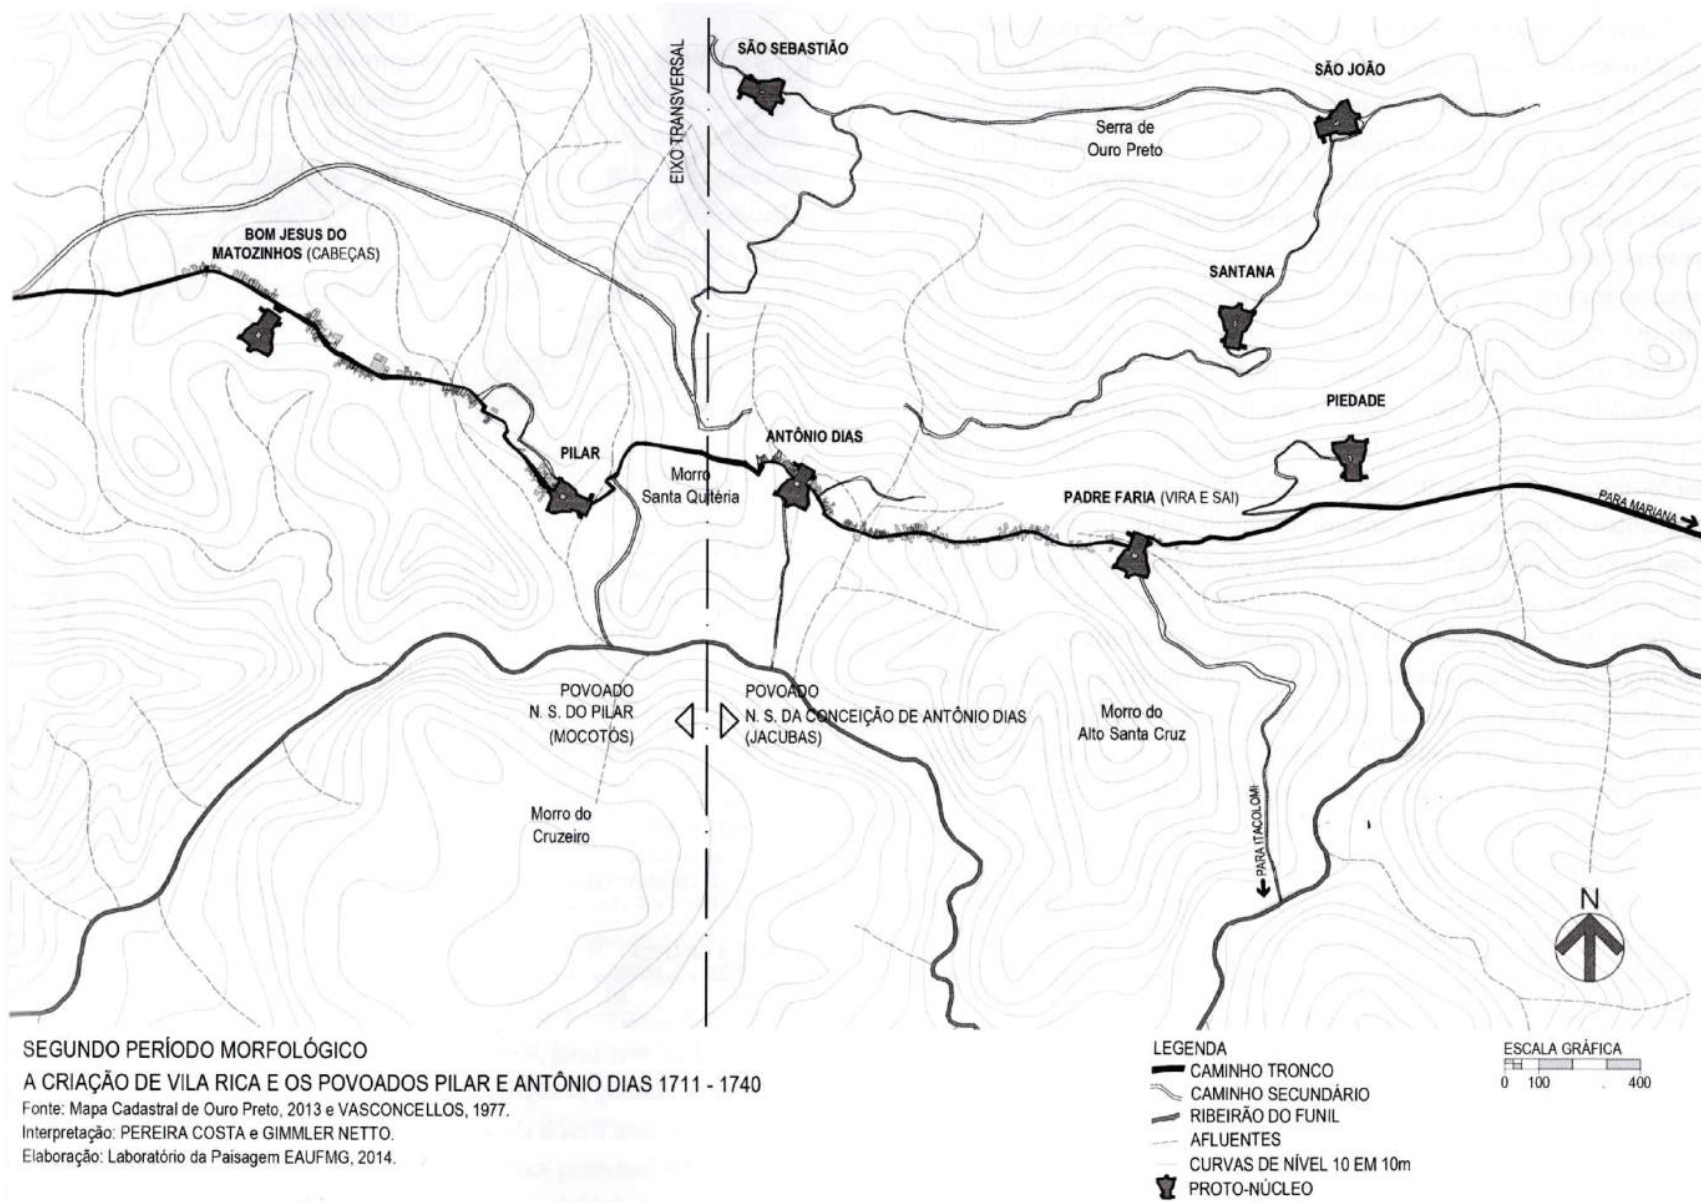 SÃO SEBASTIÃO
SÃO JOÃO
EIXO TRANSVERSAL
Serra de
Ouro Preto
BOM JESUS DO
MATOZINHOS (CABEÇAS)
SANTANA
PIEDADE
ANTÔNIO DIAS
PILAR
Morro
Santa Quitéria
PADRE FARIA (VIRA E SAI)
PARA MARIANA
POVOADO
N. S. DO PILAR
(MOCOTÓS)
POVOADO
N. S. DA CONCEIÇÃO DE ANTÔNIO DIAS
(JACUBAS)
Morro do
Alto Santa Cruz
Morro do
Cruzeiro
PARA ITACOLOMI
N
SEGUNDO PERÍODO MORFOLÓGICO
A CRIAÇÃO DE VILA RICA E OS POVOADOS PILAR E ANTÔNIO DIAS 1711 - 1740
Fonte: Mapa Cadastral de Ouro Preto, 2013 e VASCONCELLOS, 1977.
Interpretação: PEREIRA COSTA e GIMMLER NETTO.
Elaboração: Laboratório da Paisagem EAUFMG, 2014.
LEGENDA
CAMINHO TRONCO
CAMINHO SECUNDÁRIO
RIBEIRÃO DO FUNIL
AFLUENTES
CURVAS DE NÍVEL 10 EM 10m
PROTO-NÚCLEO
ESCALA GRÁFICA
0 100 400